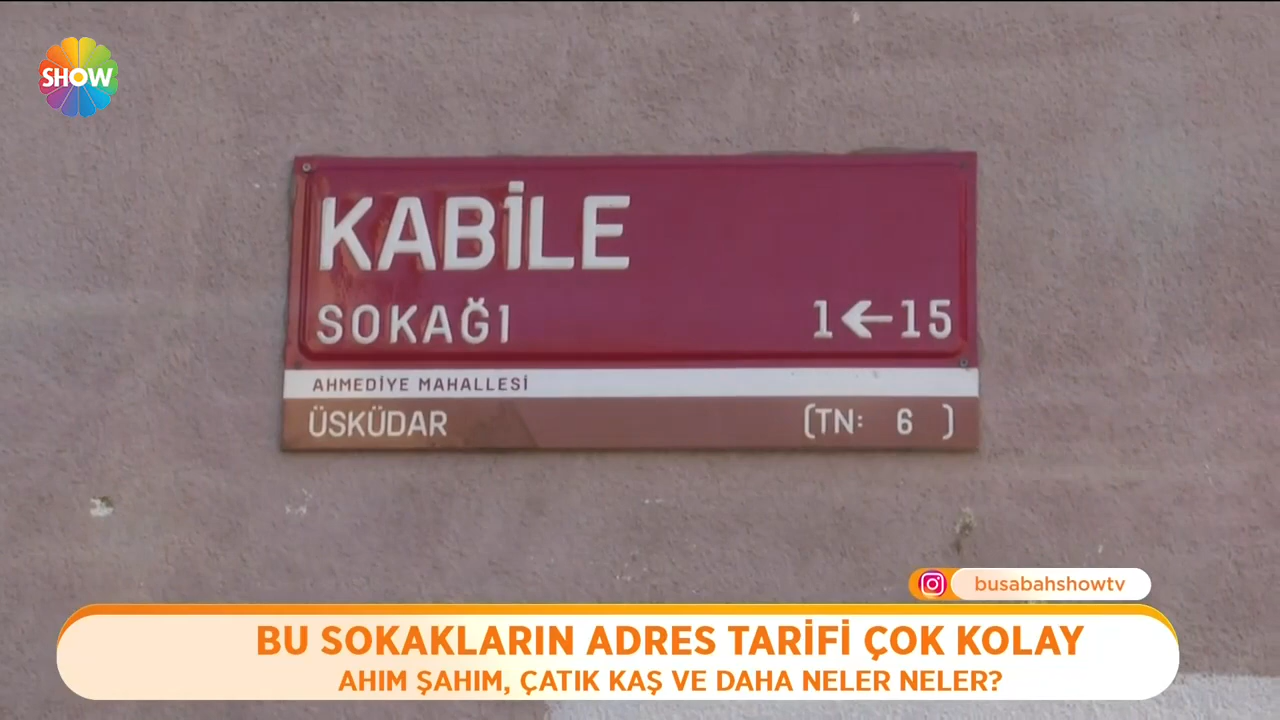 SHOW
KABİLE
SOKAĞI
1←15
AHMEDİYE MAHALLESİ
ÜSKÜDAR
(TN: 6 )
busabahshowtv
BU SOKAKLARIN ADRES TARİFİ ÇOK KOLAY
AHIM ŞAHIM, ÇATIK KAŞ VE DAHA NELER NELER?